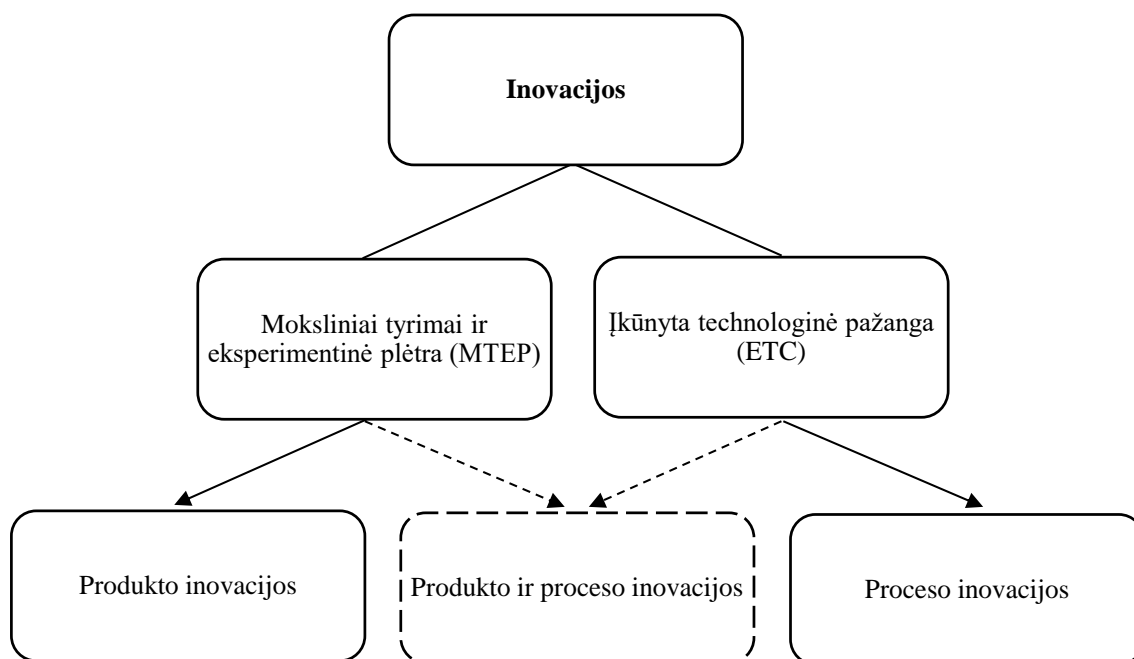 Inovacijos
Moksliniai tyrimai ir
eksperimentinė plėtra (MTEP)
Įkūnyta technologinė pažanga
(ETC)
Produkto inovacijos
Produkto ir proceso inovacijos
Proceso inovacijos